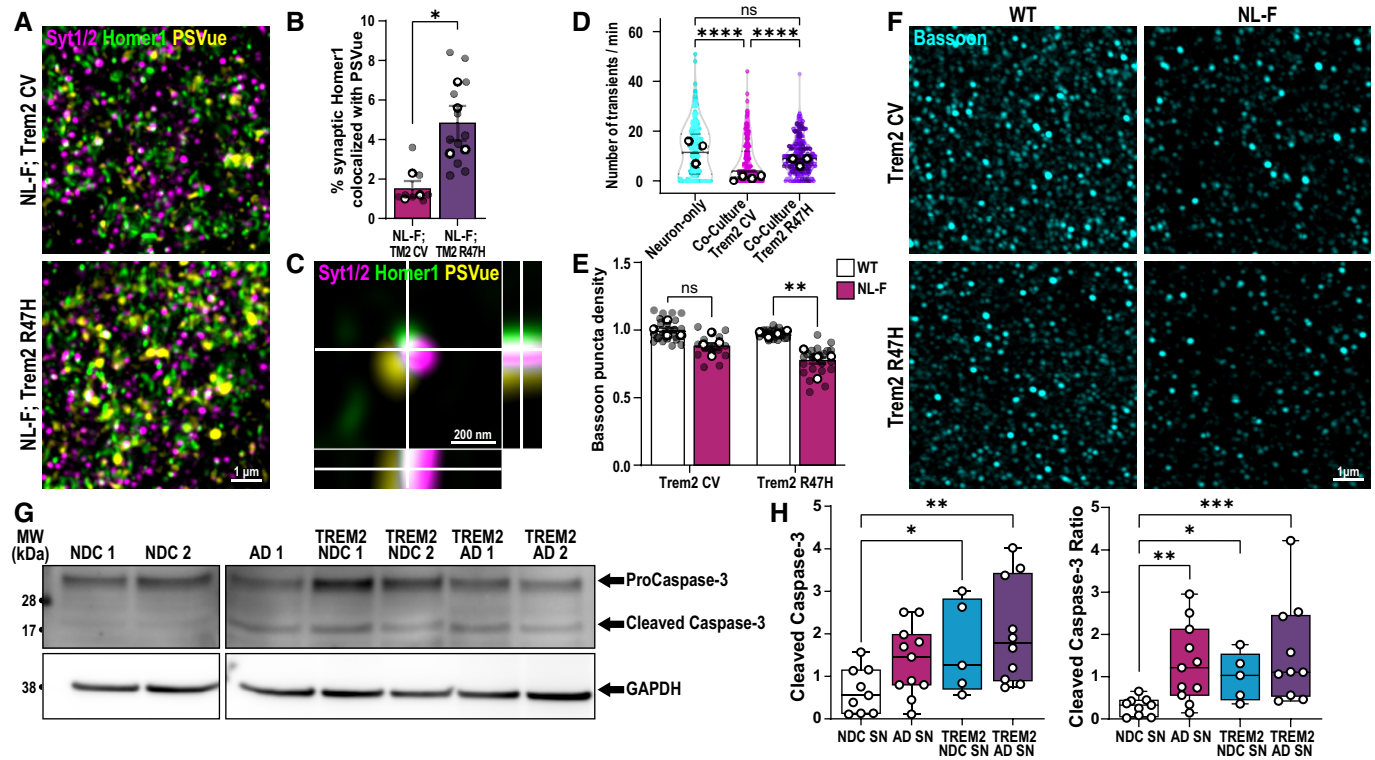 A
Syt1/2 Homer1 PSVue
NL-F; Trem2 CV
NL-F; Trem2 R47H
1 µm
B
*
% synaptic Homer1
colocalized with PSVue
10
8
6
4
2
0
NL-F;
TM2 CV
NL-F;
TM2 R47H
C
Syt1/2 Homer1 PSVue
200 nm
D
ns
**** ****
Number of transients / min
60
40
20
0
Neuron-only
Co-Culture
Trem2 CV
Co-Culture
Trem2 R47H
E
WT
NL-F
ns
**
Bassoon puncta density
1.5
1.0
0.5
0.0
Trem2 CV
Trem2 R47H
F
WT
NL-F
Bassoon
Trem2 CV
Trem2 R47H
1µm
G
MW
(kDa)
NDC 1
NDC 2
AD 1
TREM2
NDC 1
TREM2
NDC 2
TREM2
AD 1
TREM2
AD 2
28
17
38
ProCaspase-3
Cleaved Caspase-3
GAPDH
H
**
*
Cleaved Caspase-3
5
4
3
2
1
0
NDC SN
AD SN
TREM2
NDC SN
TREM2
AD SN
***
*
**
Cleaved Caspase-3 Ratio
5
4
3
2
1
0
NDC SN
AD SN
TREM2
NDC SN
TREM2
AD SN